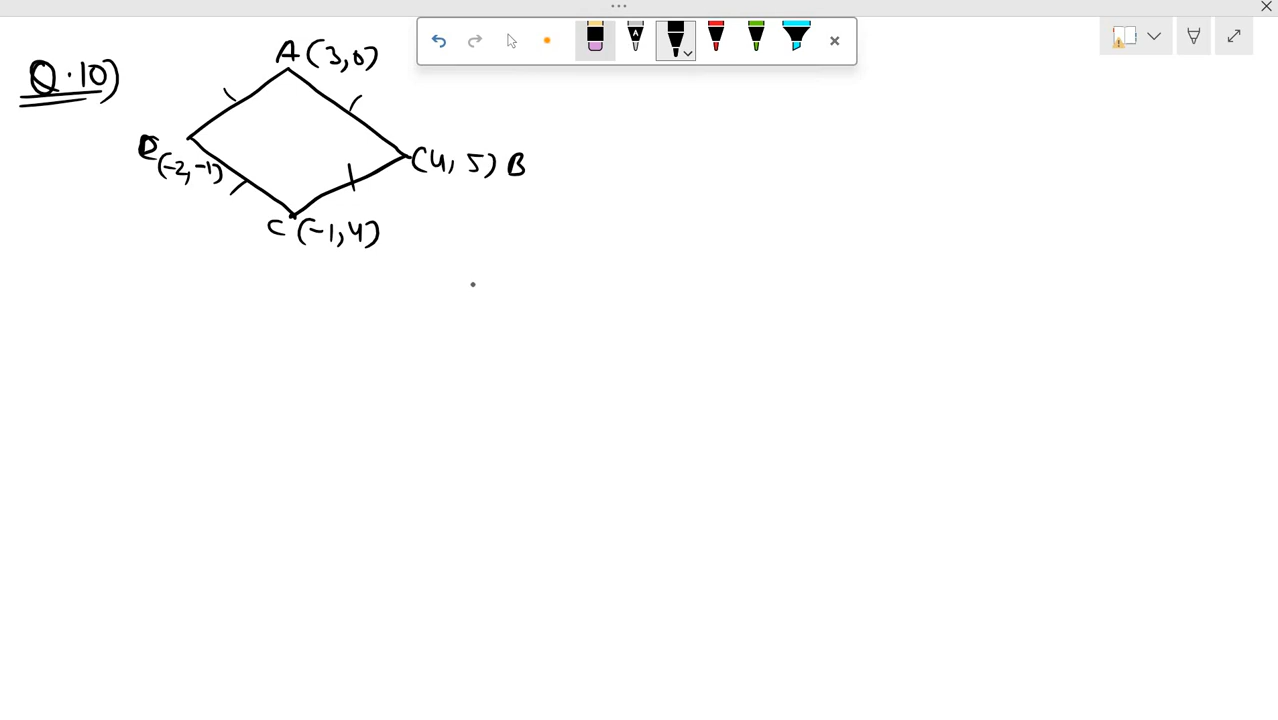 Q.10)
A (3,0)
D (-2,-1)
(4, 5) B
C (-1,4)